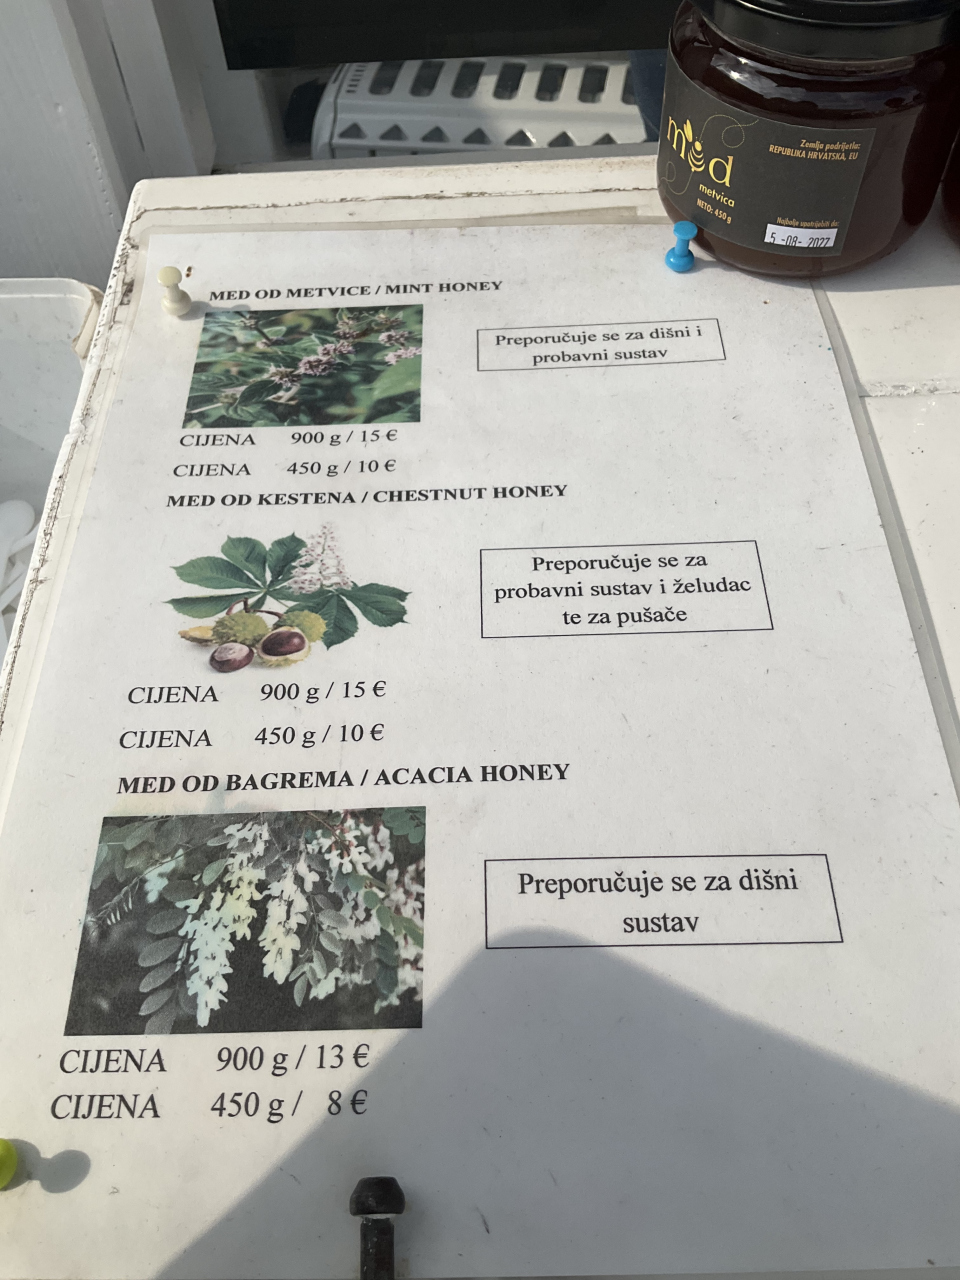 med
metvica
NETO: 450 g
Zemlja podrijetla:
REPUBLIKA HRVATSKA, EU
Najbolje upotrijebiti do:
5 -08- 2027
MED OD METVICE / MINT HONEY
Preporučuje se za dišni i
probavni sustav
CIJENA 900 g / 15 €
CIJENA 450 g / 10 €
MED OD KESTENA / CHESTNUT HONEY
Preporučuje se za
probavni sustav i želudac
te za pušače
CIJENA 900 g / 15 €
CIJENA 450 g / 10 €
MED OD BAGREMA / ACACIA HONEY
Preporučuje se za dišni
sustav
CIJENA 900 g / 13 €
CIJENA 450 g / 8 €